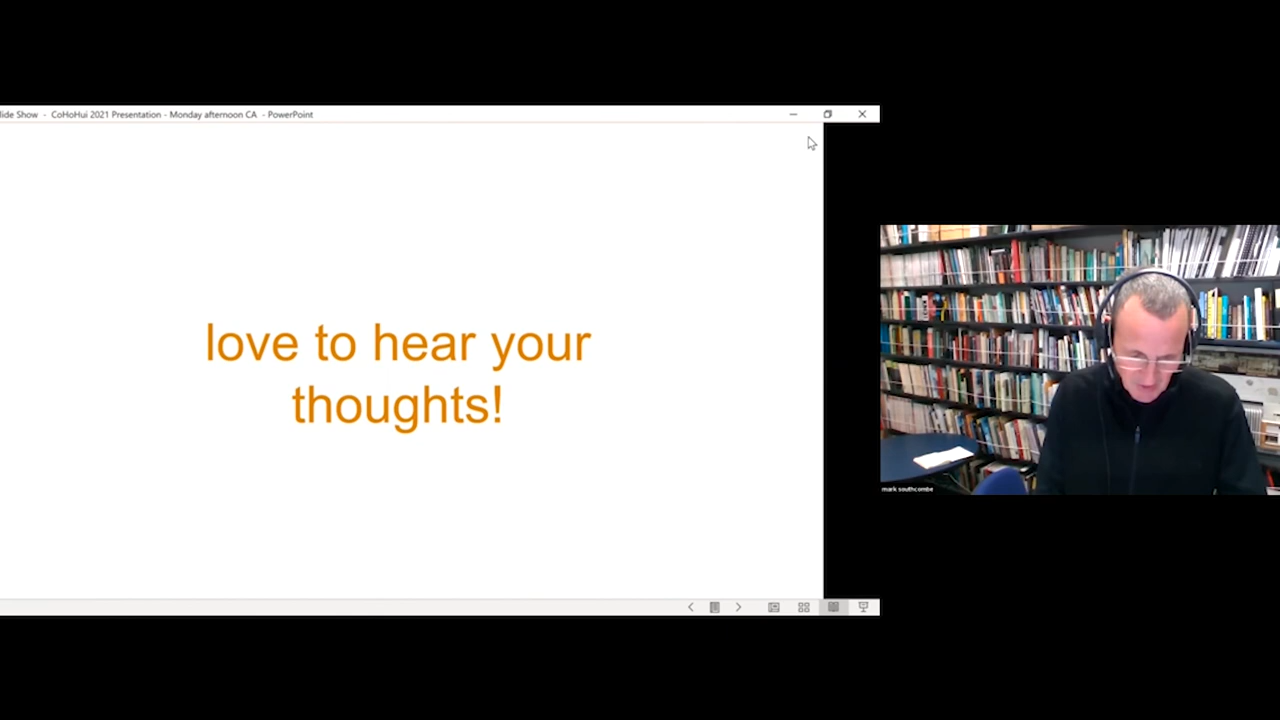 lide Show - CoHoHui 2021 Presentation - Monday afternoon CA - PowerPoint
love to hear your
thoughts!
mark southcombe